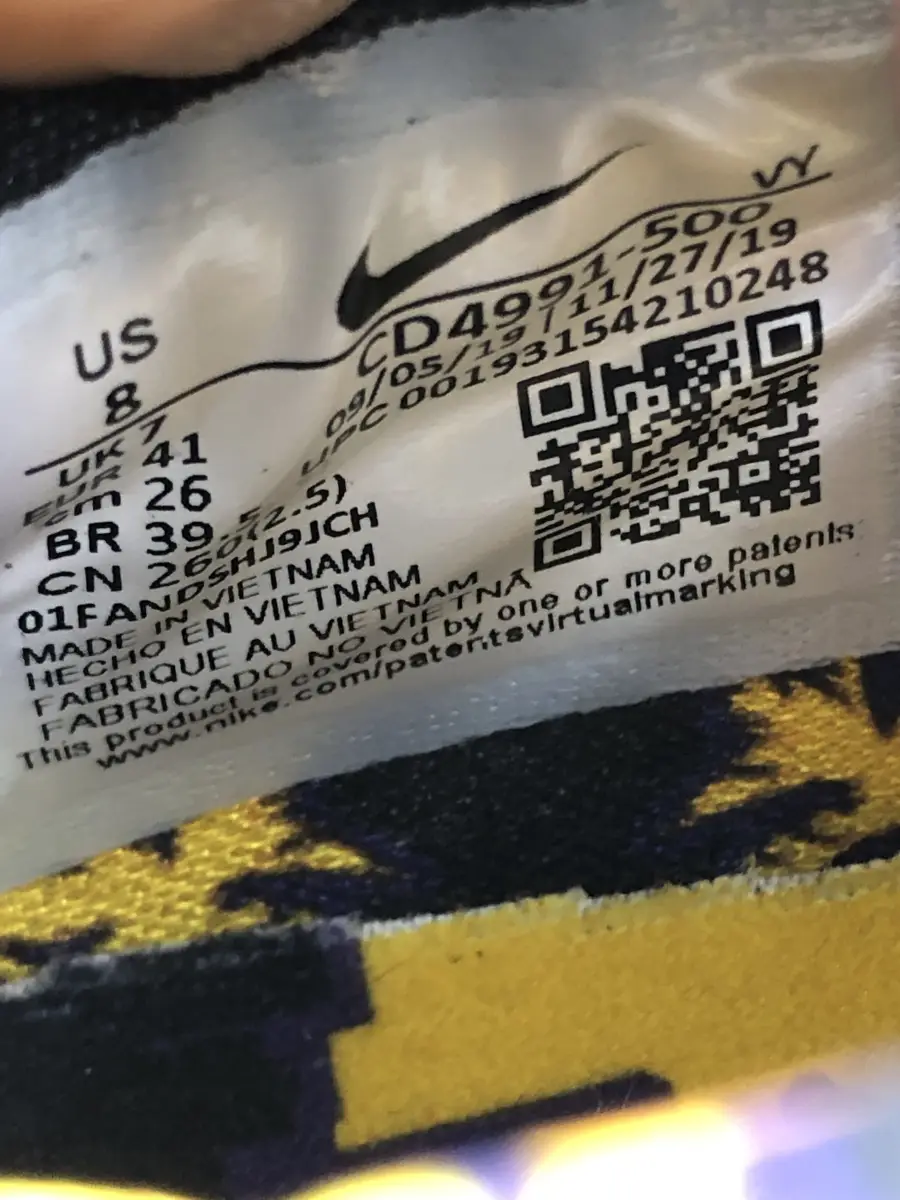 VY
CD4991-500
09/05/19 / 11/27/19
UPC 00193154210248
US
8
UK 7
EUR 41
cm 26
BR 39.5
CN 260(2.5)
01FANDSHJ9JCH
MADE IN VIETNAM
HECHO EN VIETNAM
FABRIQUE AU VIETNAM
FABRICADO NO VIETNÃ
This product is covered by one or more patents:
www.nike.com/patentsvirtualmarking